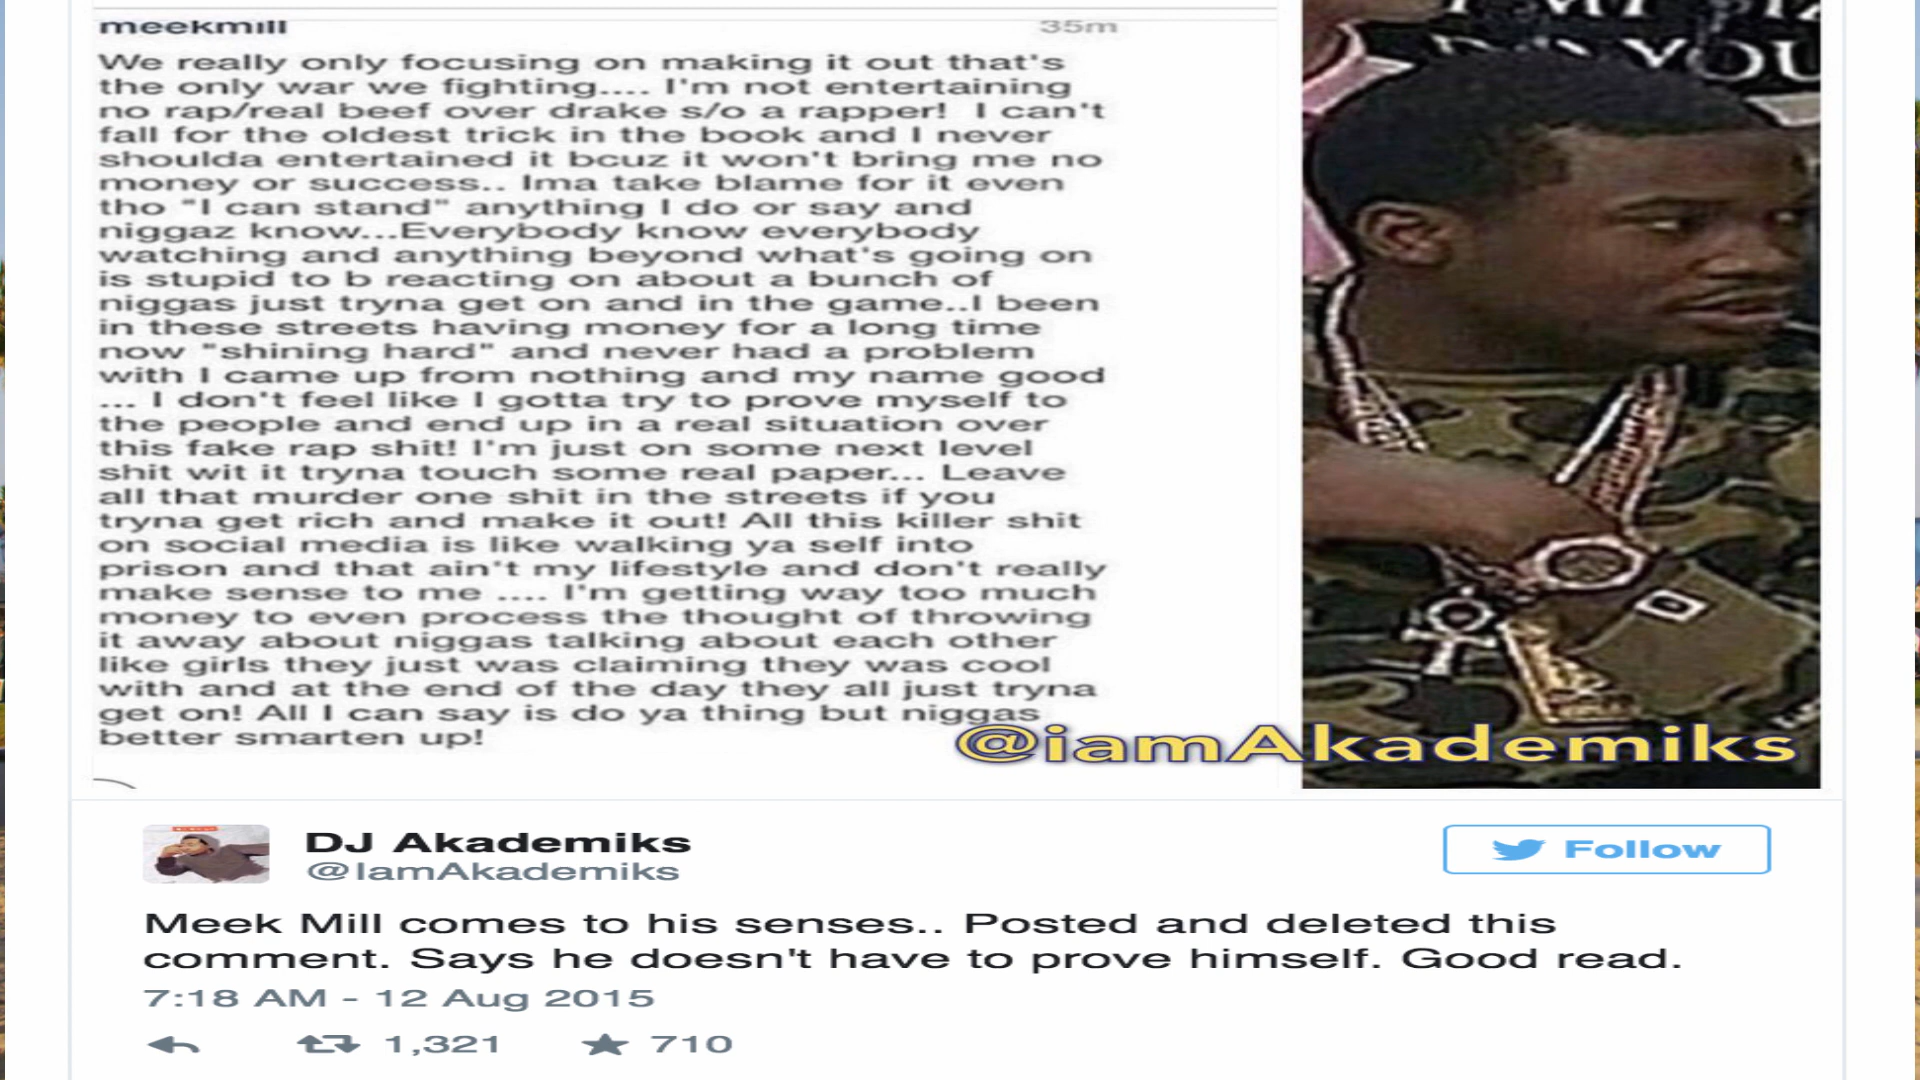 meekmill 35m
We really only focusing on making it out that's
the only war we fighting.... I'm not entertaining
no rap/real beef over drake s/o a rapper! I can't
fall for the oldest trick in the book and I never
shoulda entertained it bcuz it won't bring me no
money or success.. Ima take blame for it even
tho "I can stand" anything I do or say and
niggaz know...Everybody know everybody
watching and anything beyond what's going on
is stupid to b reacting on about a bunch of
niggas just tryna get on and in the game..I been
in these streets having money for a long time
now "shining hard" and never had a problem
with I came up from nothing and my name good
... I don't feel like I gotta try to prove myself to
the people and end up in a real situation over
this fake rap shit! I'm just on some next level
shit wit it tryna touch some real paper... Leave
all that murder one shit in the streets if you
tryna get rich and make it out! All this killer shit
on social media is like walking ya self into
prison and that ain't my lifestyle and don't really
make sense to me .... I'm getting way too much
money to even process the thought of throwing
it away about niggas talking about each other
like girls they just was claiming they was cool
with and at the end of the day they all just tryna
get on! All I can say is do ya thing but niggas
better smarten up!
YOU
@iamAkademiks
DJ Akademiks
@IamAkademiks
Follow
Meek Mill comes to his senses.. Posted and deleted this
comment. Says he doesn't have to prove himself. Good read.
7:18 AM - 12 Aug 2015
1,321 710